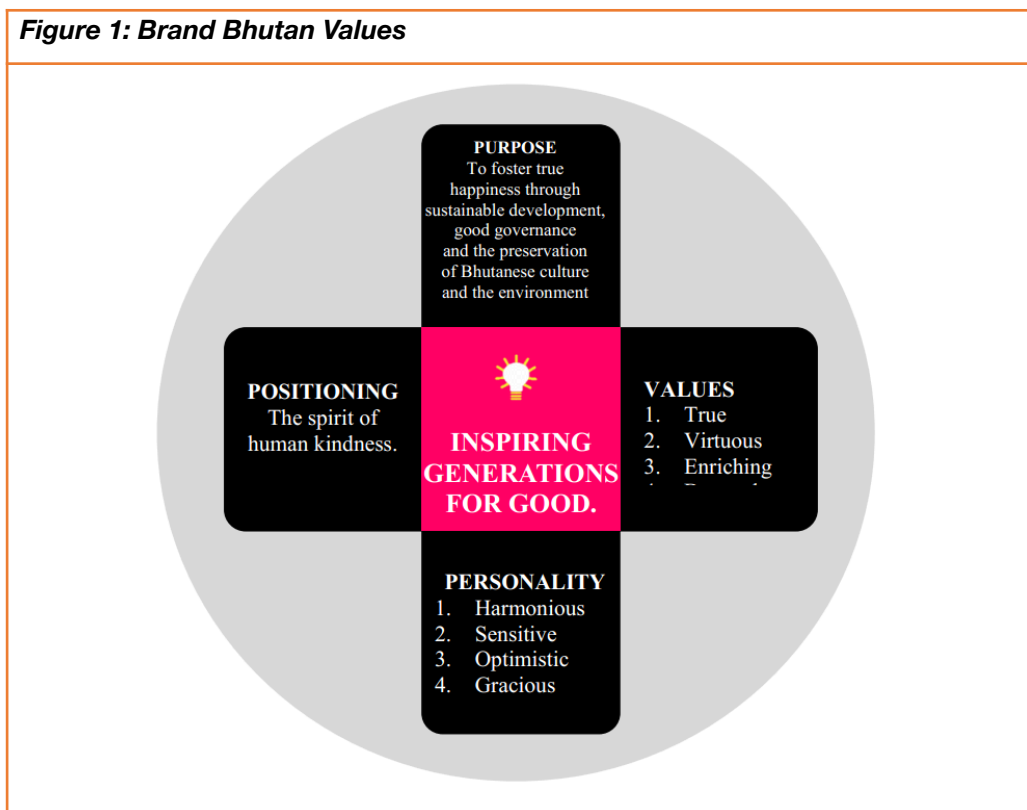 Figure 1: Brand Bhutan Values
PURPOSE
To foster true
happiness through
sustainable development,
good governance
and the preservation
of Bhutanese culture
and the environment
POSITIONING
The spirit of
human kindness.
INSPIRING
GENERATIONS
FOR GOOD.
VALUES
1. True
2. Virtuous
3. Enriching
PERSONALITY
1. Harmonious
2. Sensitive
3. Optimistic
4. Gracious